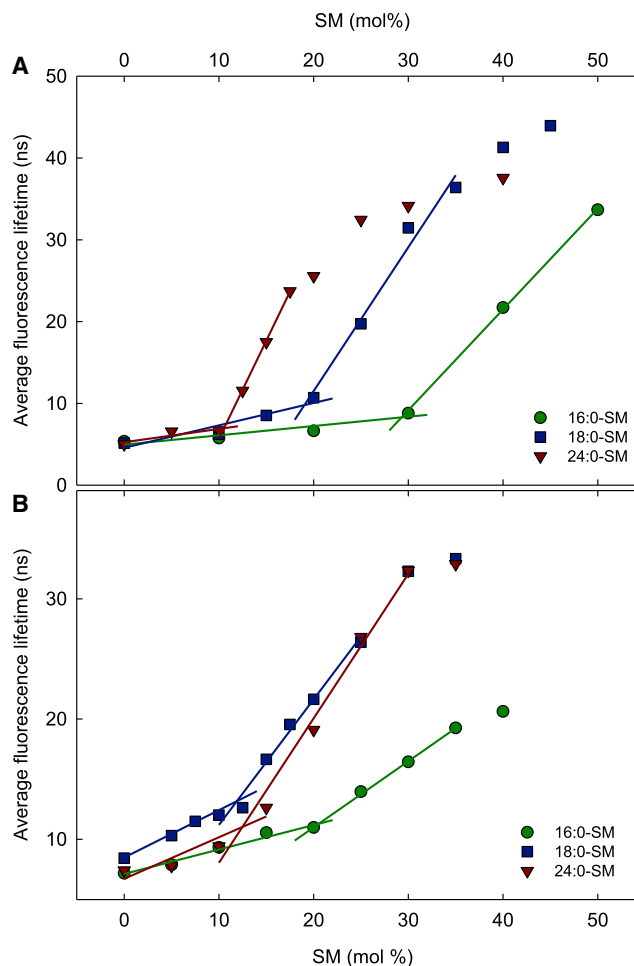 SM (mol%)
0 10 20 30 40 50
A
50
40
30
20
10
0
Average fluorescence lifetime (ns)
16:0-SM
18:0-SM
24:0-SM
B
30
20
10
Average fluorescence lifetime (ns)
16:0-SM
18:0-SM
24:0-SM
0 10 20 30 40 50
SM (mol %)